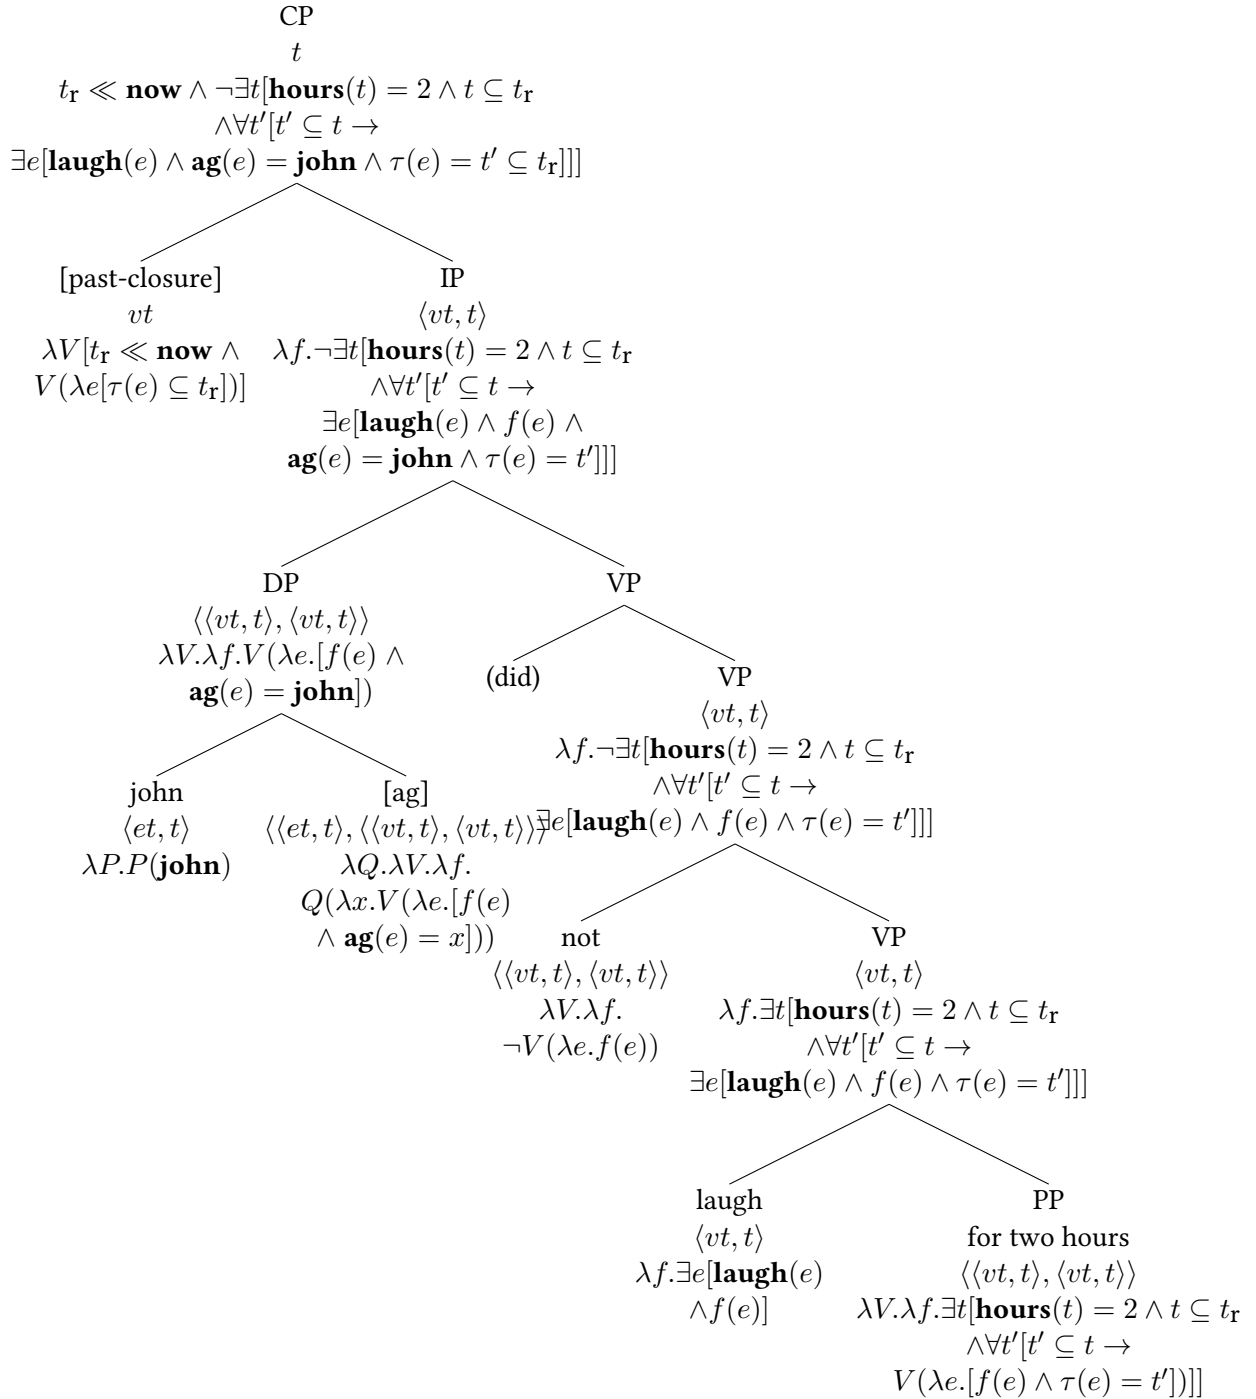 CP
t
t_r ≪ now ∧ ¬∃t[hours(t) = 2 ∧ t ⊆ t_r
∧∀t′[t′ ⊆ t →
∃e[laugh(e) ∧ ag(e) = john ∧ τ(e) = t′ ⊆ t_r]]]
[past-closure]
vt
λV[t_r ≪ now ∧
V(λe[τ(e) ⊆ t_r])]
IP
⟨vt, t⟩
λf.¬∃t[hours(t) = 2 ∧ t ⊆ t_r
∧∀t′[t′ ⊆ t →
∃e[laugh(e) ∧ f(e) ∧
ag(e) = john ∧ τ(e) = t′]]]
DP
⟨⟨vt, t⟩, ⟨vt, t⟩⟩
λV.λf.V(λe.[f(e) ∧
ag(e) = john])
VP
john
⟨et, t⟩
λP.P(john)
[ag]
⟨⟨et, t⟩, ⟨⟨vt, t⟩, ⟨vt, t⟩⟩⟩
λQ.λV.λf.
Q(λx.V(λe.[f(e)
∧ ag(e) = x]))
(did)
VP
⟨vt, t⟩
λf.¬∃t[hours(t) = 2 ∧ t ⊆ t_r
∧∀t′[t′ ⊆ t →
∃e[laugh(e) ∧ f(e) ∧ τ(e) = t′]]]
not
⟨⟨vt, t⟩, ⟨vt, t⟩⟩
λV.λf.
¬V(λe.f(e))
VP
⟨vt, t⟩
λf.∃t[hours(t) = 2 ∧ t ⊆ t_r
∧∀t′[t′ ⊆ t →
∃e[laugh(e) ∧ f(e) ∧ τ(e) = t′]]]
laugh
⟨vt, t⟩
λf.∃e[laugh(e)
∧f(e)]
PP
for two hours
⟨⟨vt, t⟩, ⟨vt, t⟩⟩
λV.λf.∃t[hours(t) = 2 ∧ t ⊆ t_r
∧∀t′[t′ ⊆ t →
V(λe.[f(e) ∧ τ(e) = t′])]]